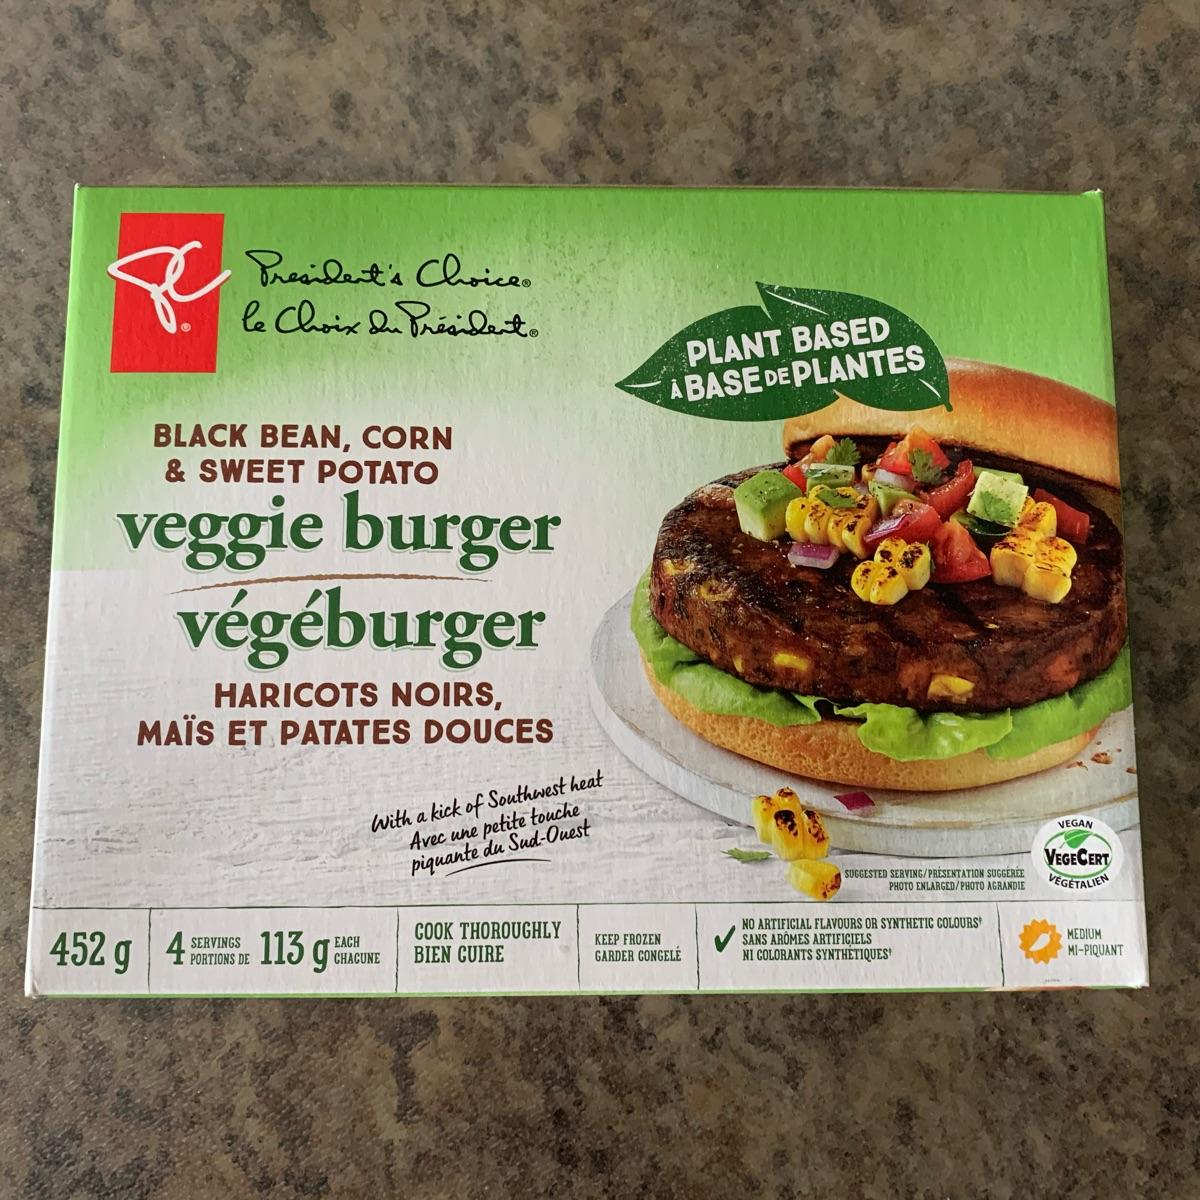 President's Choice®
le Choix du Président®
PC®
PLANT BASED
À BASE DE PLANTES
BLACK BEAN, CORN
& SWEET POTATO
veggie burger
végéburger
HARICOTS NOIRS,
MAÏS ET PATATES DOUCES
With a kick of Southwest heat
Avec une petite touche
piquante du Sud-Ouest
VEGAN
VEGECERT
VÉGÉTALIEN
SUGGESTED SERVING/PRÉSENTATION SUGGÉRÉE
PHOTO ENLARGED/PHOTO AGRANDIE
452 g
4 SERVINGS
PORTIONS DE
113 g EACH
CHACUNE
COOK THOROUGHLY
BIEN CUIRE
KEEP FROZEN
GARDER CONGELÉ
NO ARTIFICIAL FLAVOURS OR SYNTHETIC COLOURS†
SANS ARÔMES ARTIFICIELS
NI COLORANTS SYNTHÉTIQUES†
MEDIUM
MI-PIQUANT